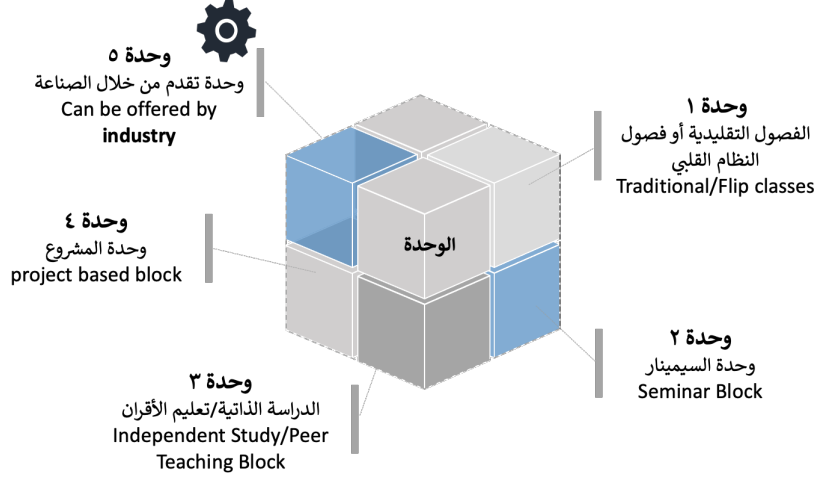 وحدة ٥
وحدة تقدم من خلال الصناعة
Can be offered by
industry
وحدة ١
الفصول التقليدية أو فصول
النظام القلبي
Traditional/Flip classes
وحدة ٤
وحدة المشروع
project based block
الوحدة
وحدة ٢
وحدة السيمينار
Seminar Block
وحدة ٣
الدراسة الذاتية/تعليم الأقران
Independent Study/Peer
Teaching Block